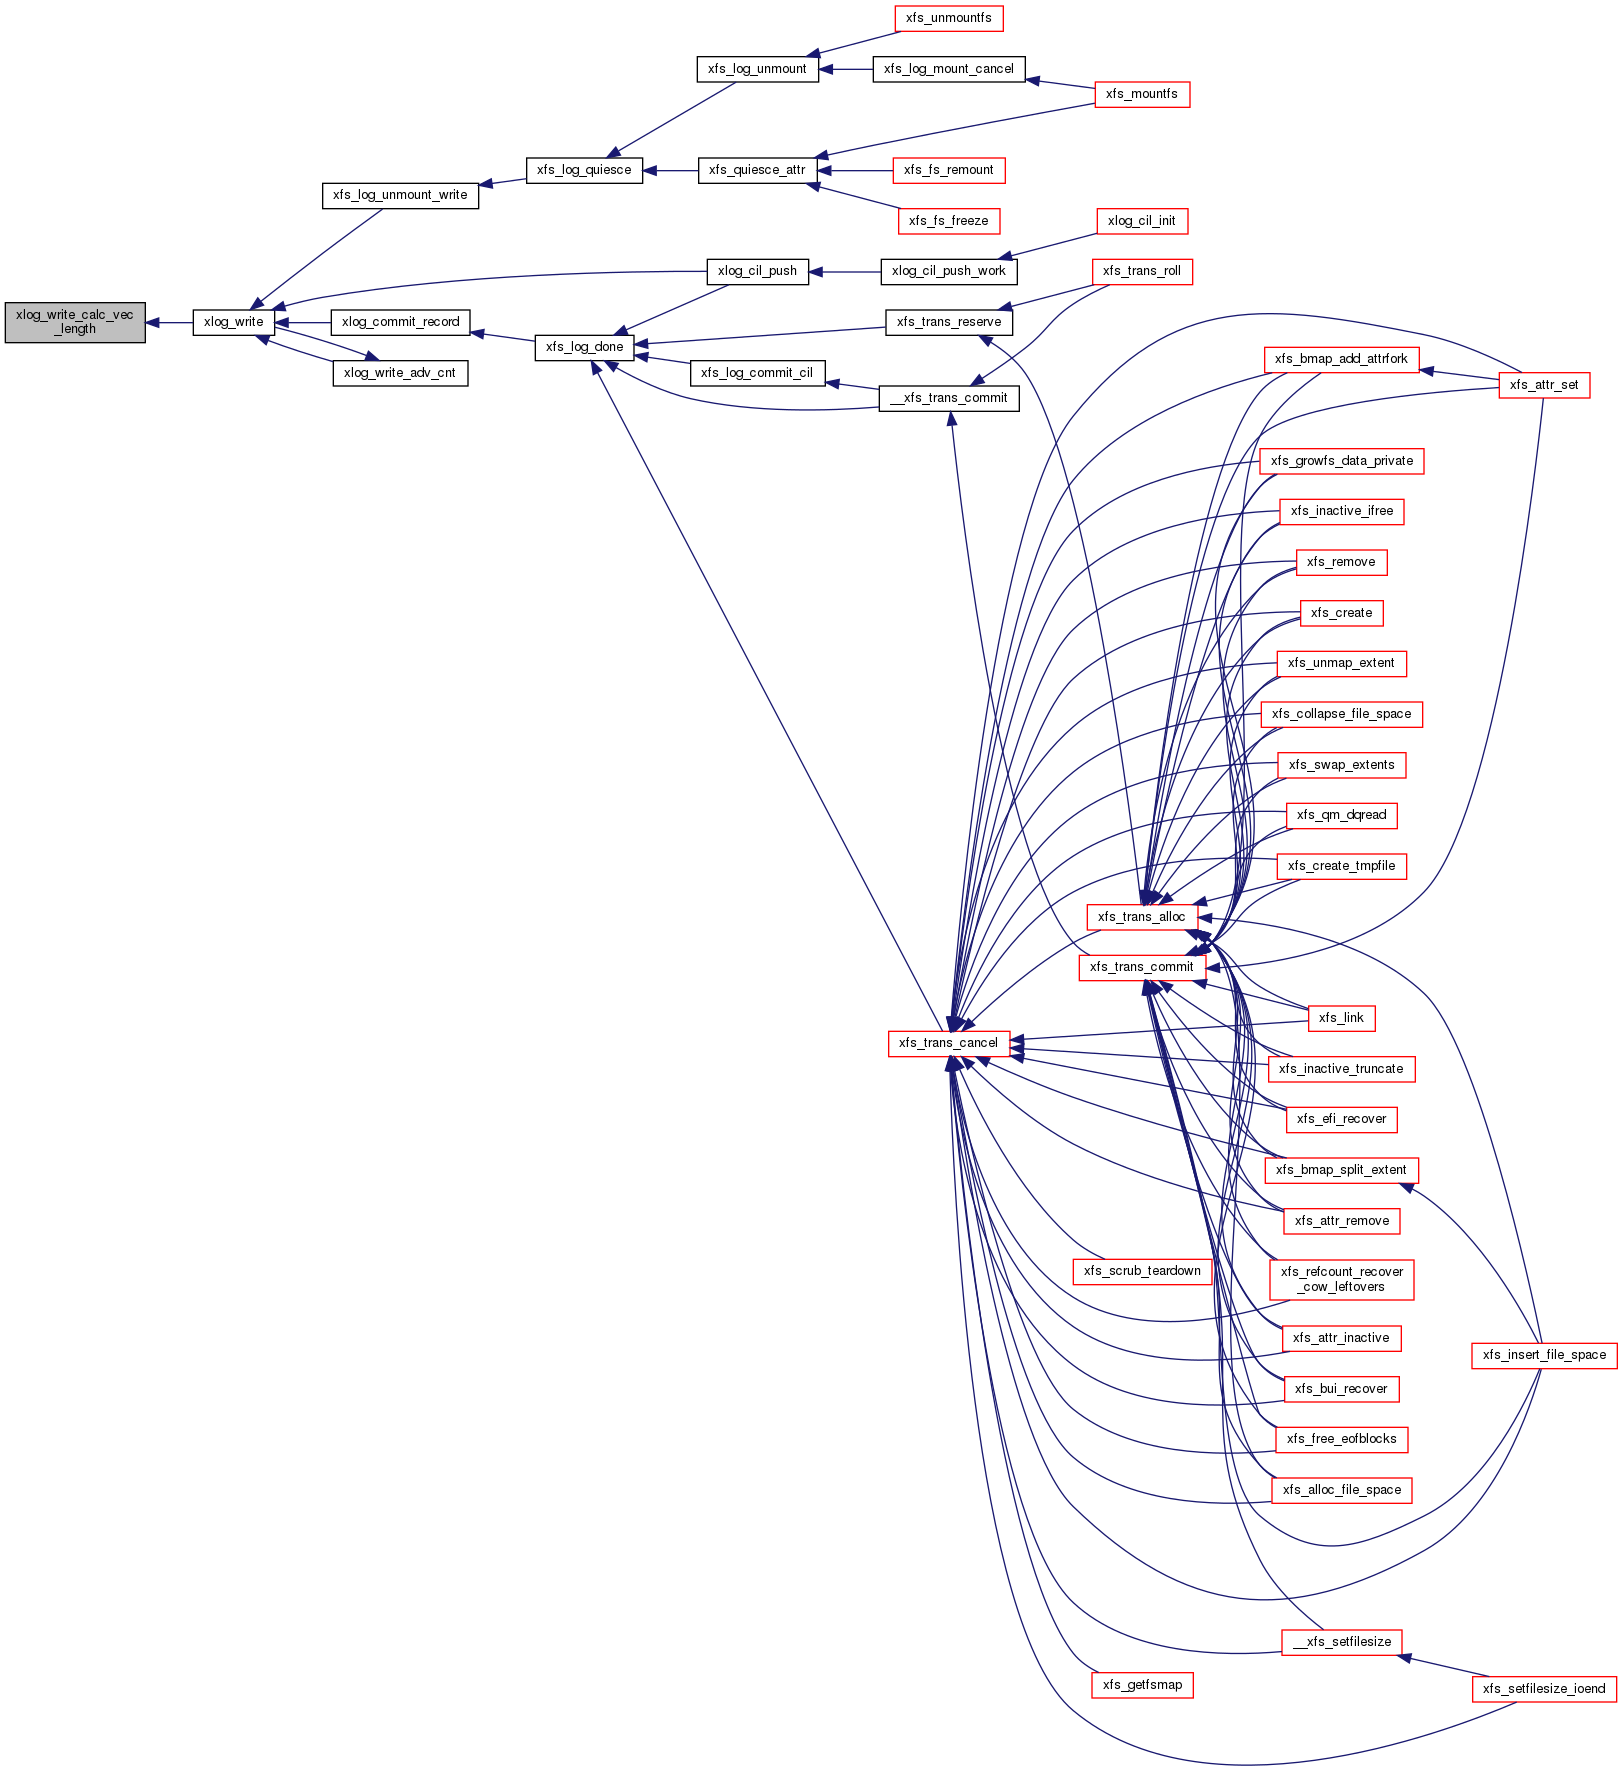 xfs_unmountfs
xfs_log_unmount
xfs_log_mount_cancel
xfs_mountfs
xfs_log_quiesce
xfs_quiesce_attr
xfs_fs_remount
xfs_log_unmount_write
xfs_fs_freeze
xlog_cil_init
xlog_cil_push
xlog_cil_push_work
xfs_trans_roll
xlog_write_calc_vec
_length
xlog_write
xlog_commit_record
xfs_trans_reserve
xfs_log_done
xlog_write_adv_cnt
xfs_log_commit_cil
__xfs_trans_commit
xfs_bmap_add_attrfork
xfs_attr_set
xfs_growfs_data_private
xfs_inactive_ifree
xfs_remove
xfs_create
xfs_unmap_extent
xfs_collapse_file_space
xfs_swap_extents
xfs_qm_dqread
xfs_create_tmpfile
xfs_trans_alloc
xfs_trans_commit
xfs_link
xfs_trans_cancel
xfs_inactive_truncate
xfs_efi_recover
xfs_bmap_split_extent
xfs_attr_remove
xfs_scrub_teardown
xfs_refcount_recover
_cow_leftovers
xfs_attr_inactive
xfs_insert_file_space
xfs_bui_recover
xfs_free_eofblocks
xfs_alloc_file_space
__xfs_setfilesize
xfs_getfsmap
xfs_setfilesize_ioend